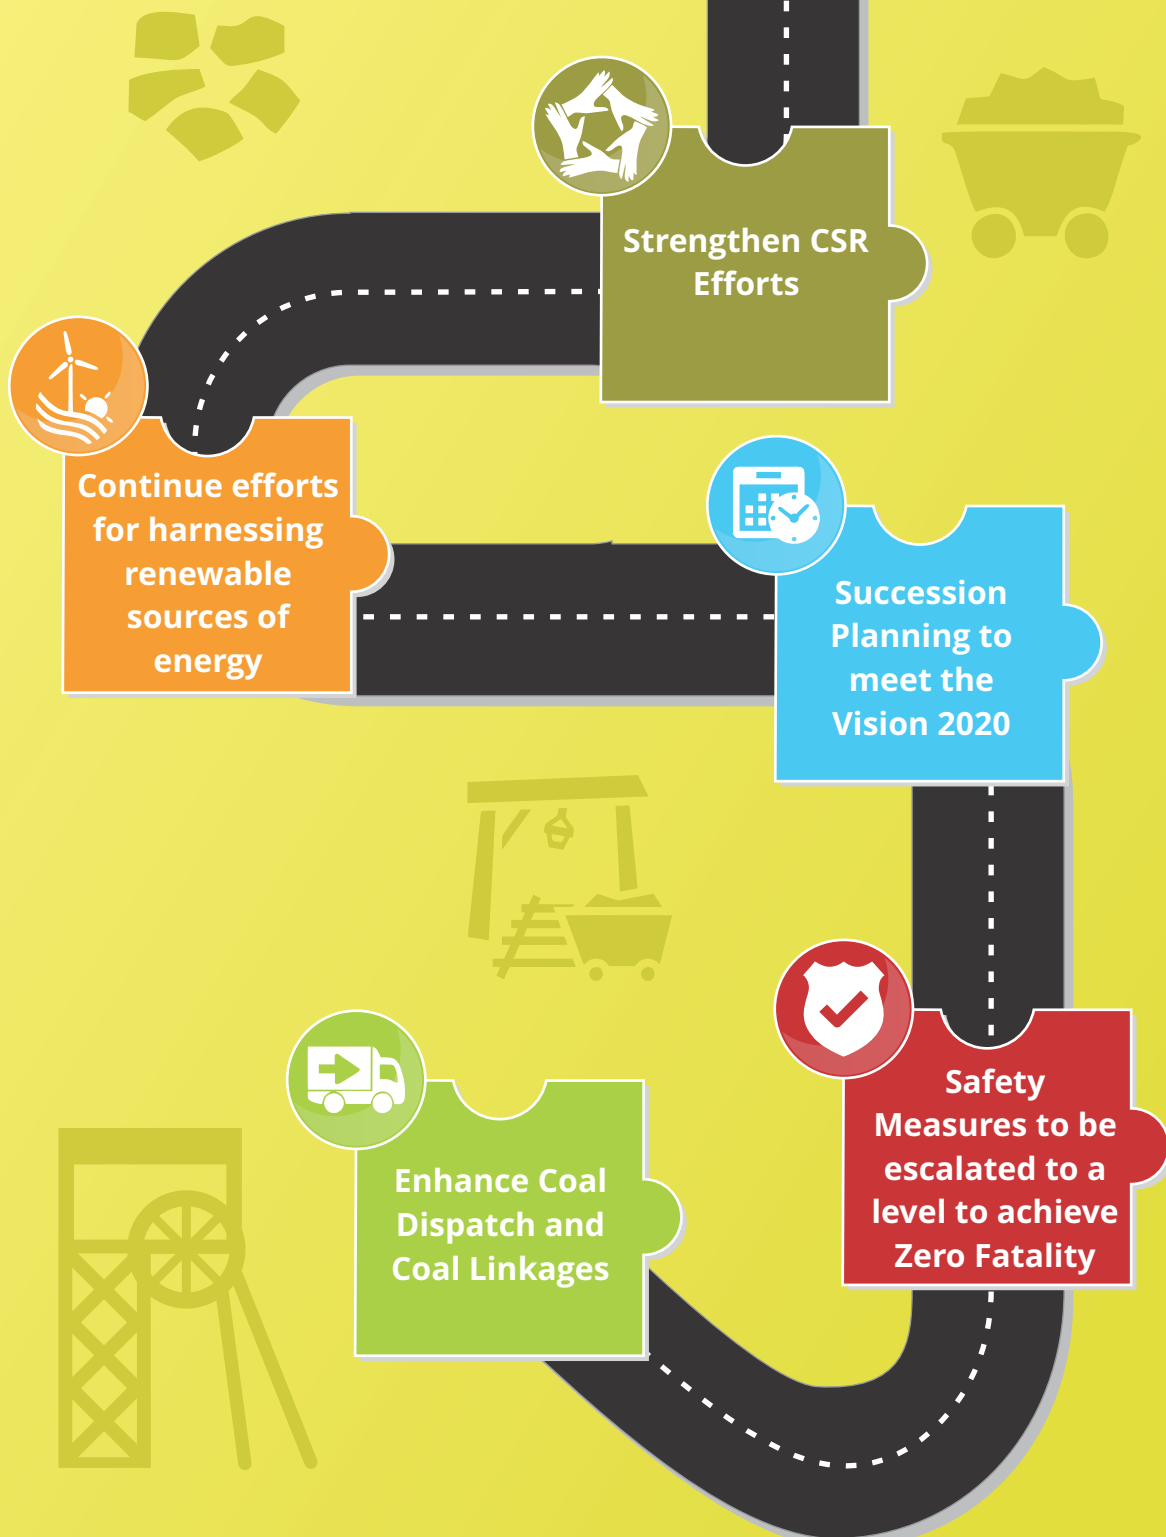 Strengthen CSR
Efforts
Continue efforts
for harnessing
renewable
sources of
energy
Succession
Planning to
meet the
Vision 2020
Safety
Measures to be
escalated to a
level to achieve
Zero Fatality
Enhance Coal
Dispatch and
Coal Linkages